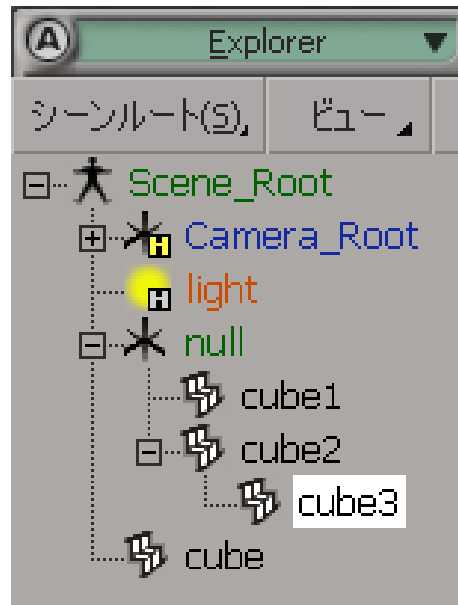 A Explorer
シーンルート(S), ビュー
Scene_Root
H Camera_Root
H light
null
cube1
cube2
cube3
cube